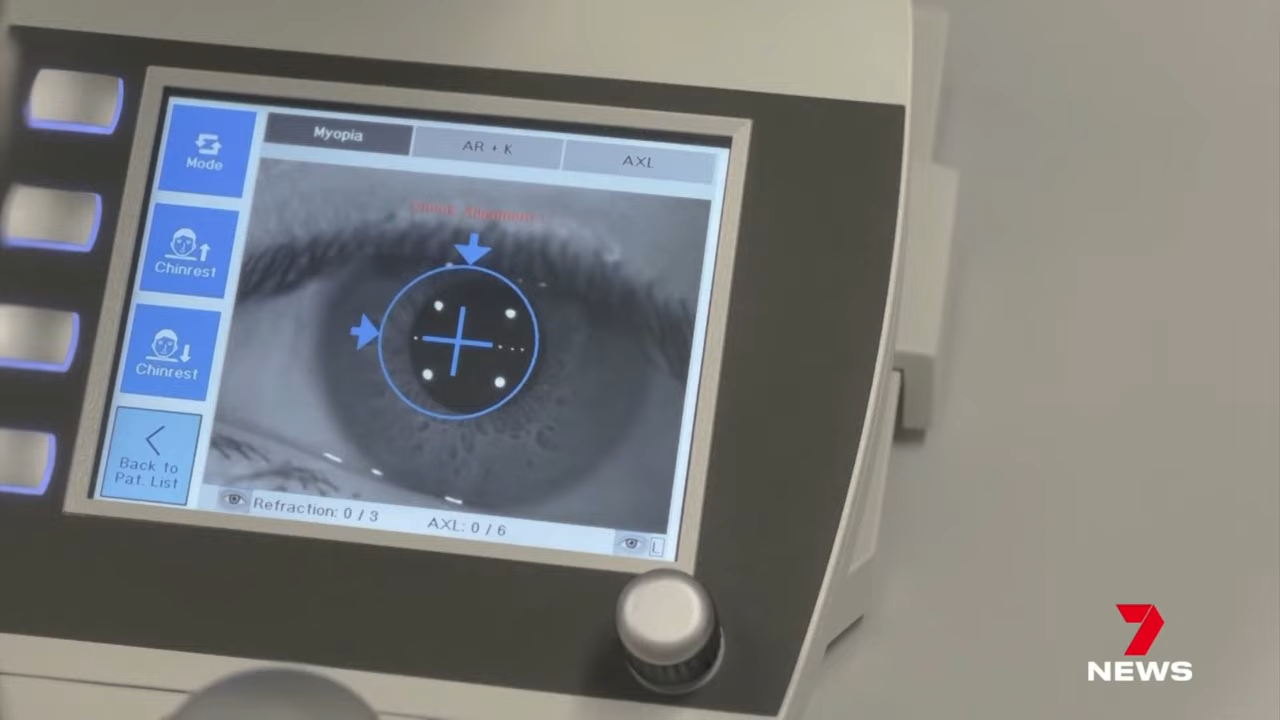 Mode
Myopia
AR + K
AXL
Chinrest
Chinrest
Back to
Pat. List
Refraction: 0 / 3
AXL: 0 / 6
L
7
NEWS